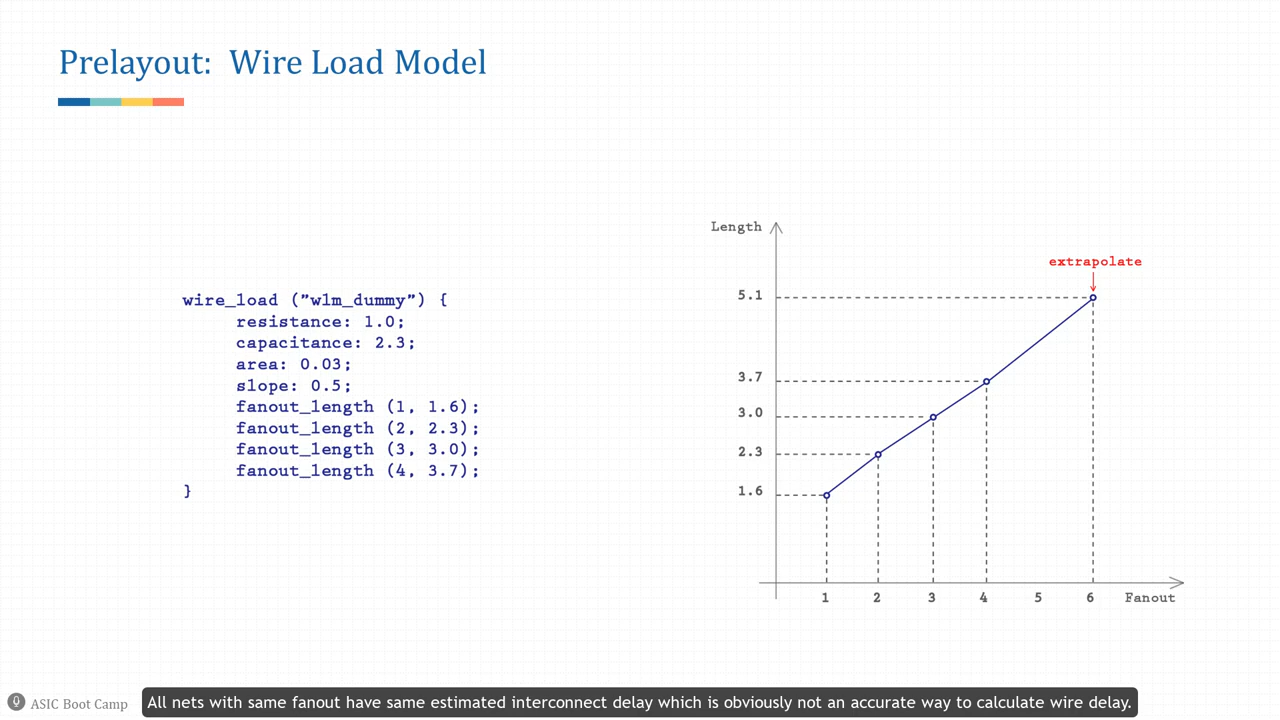 Prelayout: Wire Load Model
wire_load (”wlm_dummy”) {
resistance: 1.0;
capacitance: 2.3;
area: 0.03;
slope: 0.5;
fanout_length (1, 1.6);
fanout_length (2, 2.3);
fanout_length (3, 3.0);
fanout_length (4, 3.7);
}
Length
extrapolate
5.1
3.7
3.0
2.3
1.6
1 2 3 4 5 6 Fanout
ASIC Boot Camp
All nets with same fanout have same estimated interconnect delay which is obviously not an accurate way to calculate wire delay.